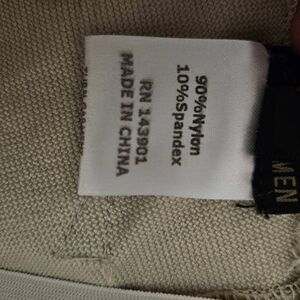 90%Nylon
10%Spandex
RN 143901
MADE IN CHINA
MEN